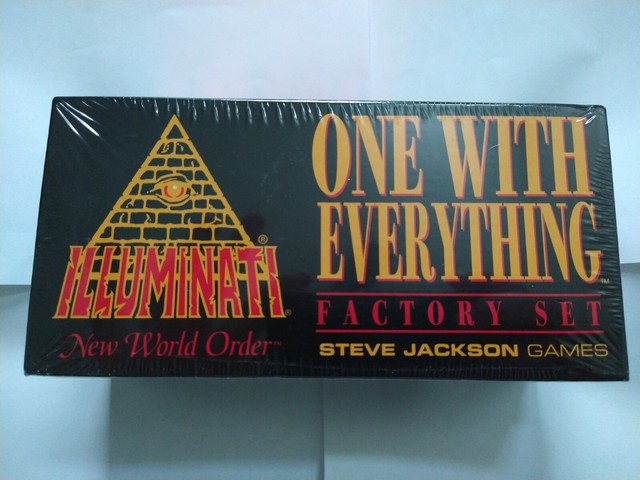 ILLUMINATI®
New World Order™
ONE WITH
EVERYTHING™
FACTORY SET
STEVE JACKSON GAMES